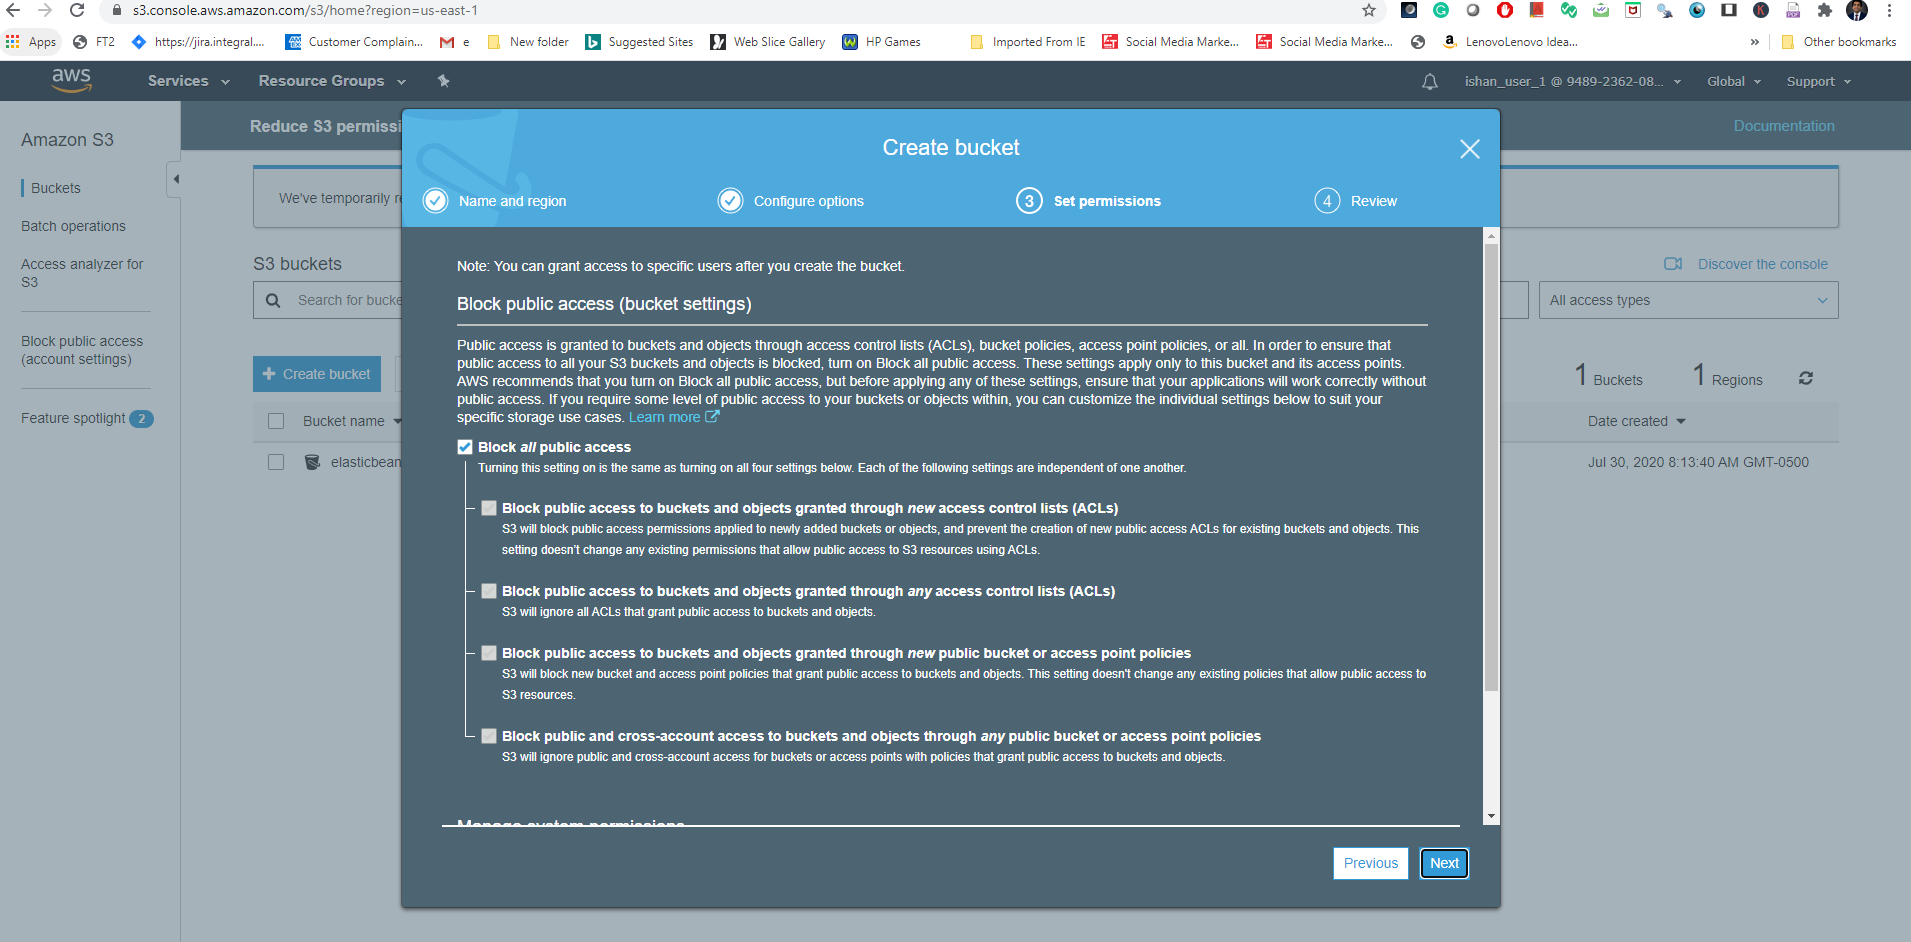 s3.console.aws.amazon.com/s3/home?region=us-east-1
Apps FT2 https://jira.integral.... Customer Complain... e New folder Suggested Sites Web Slice Gallery HP Games Imported From IE Social Media Marke... Social Media Marke... LenovoLenovo Idea... » Other bookmarks
aws Services Resource Groups ishan_user_1 @ 9489-2362-08... Global Support
Amazon S3
Buckets
Batch operations
Access analyzer for
S3
Block public access
(account settings)
Feature spotlight 2
Reduce S3 permissi
Documentation
We've temporarily r
S3 buckets
Discover the console
Search for bucke
All access types
Create bucket
1 Buckets 1 Regions
Bucket name
Date created
elasticbean
Jul 30, 2020 8:13:40 AM GMT-0500
Create bucket
Name and region Configure options 3 Set permissions 4 Review
Note: You can grant access to specific users after you create the bucket.
Block public access (bucket settings)
Public access is granted to buckets and objects through access control lists (ACLs), bucket policies, access point policies, or all. In order to ensure that
public access to all your S3 buckets and objects is blocked, turn on Block all public access. These settings apply only to this bucket and its access points.
AWS recommends that you turn on Block all public access, but before applying any of these settings, ensure that your applications will work correctly without
public access. If you require some level of public access to your buckets or objects within, you can customize the individual settings below to suit your
specific storage use cases. Learn more
Block all public access
Turning this setting on is the same as turning on all four settings below. Each of the following settings are independent of one another.
Block public access to buckets and objects granted through new access control lists (ACLs)
S3 will block public access permissions applied to newly added buckets or objects, and prevent the creation of new public access ACLs for existing buckets and objects. This
setting doesn't change any existing permissions that allow public access to S3 resources using ACLs.
Block public access to buckets and objects granted through any access control lists (ACLs)
S3 will ignore all ACLs that grant public access to buckets and objects.
Block public access to buckets and objects granted through new public bucket or access point policies
S3 will block new bucket and access point policies that grant public access to buckets and objects. This setting doesn't change any existing policies that allow public access to
S3 resources.
Block public and cross-account access to buckets and objects through any public bucket or access point policies
S3 will ignore public and cross-account access for buckets or access points with policies that grant public access to buckets and objects.
Manage system permissions
Previous Next